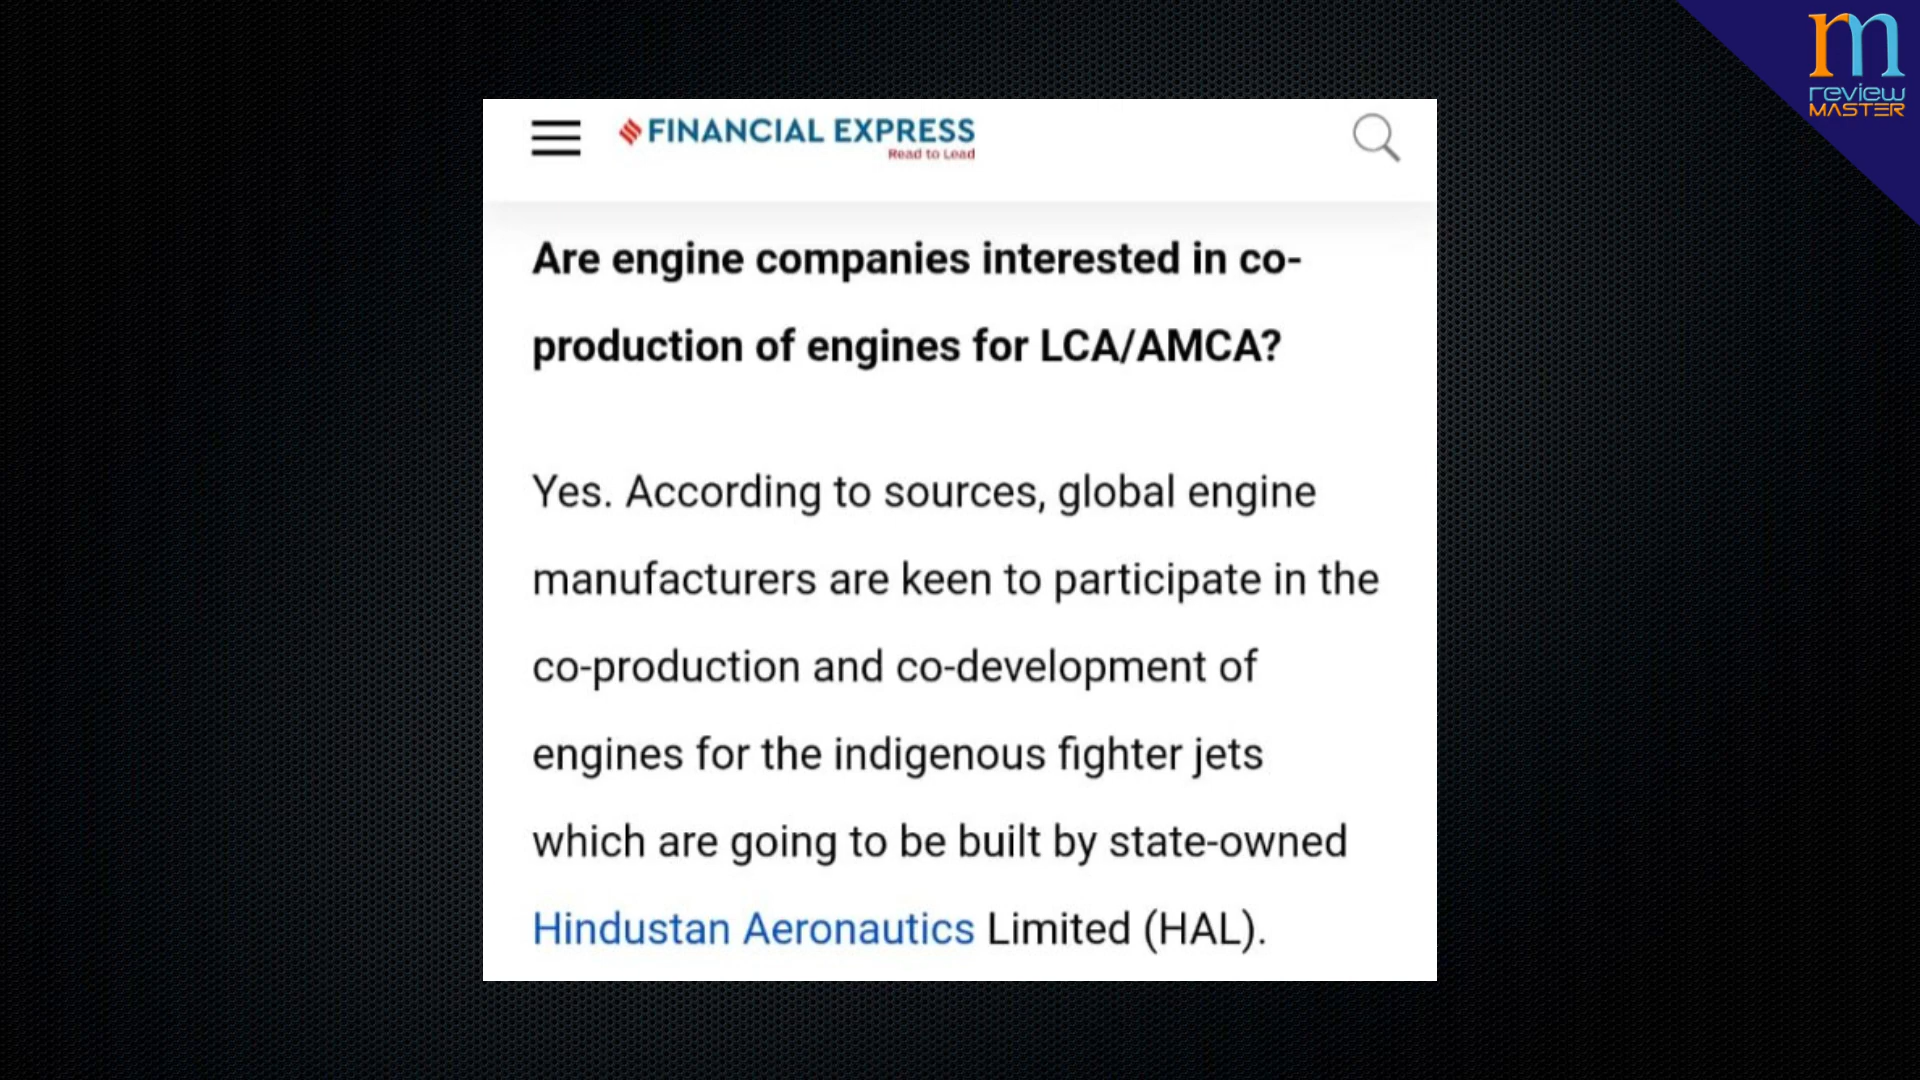 m
review
MASTER
FINANCIAL EXPRESS
Read to Lead
Are engine companies interested in co-
production of engines for LCA/AMCA?
Yes. According to sources, global engine
manufacturers are keen to participate in the
co-production and co-development of
engines for the indigenous fighter jets
which are going to be built by state-owned
Hindustan Aeronautics Limited (HAL).